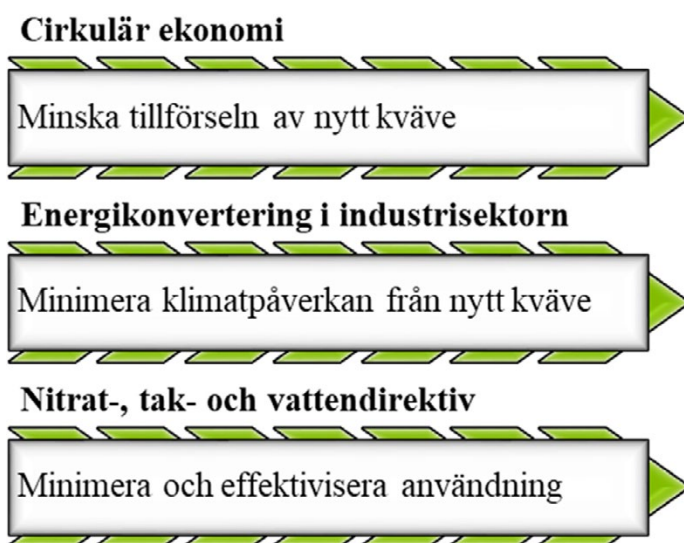 Cirkulär ekonomi
Minska tillförseln av nytt kväve
Energikonvertering i industrisektorn
Minimera klimatpåverkan från nytt kväve
Nitrat-, tak- och vattendirektiv
Minimera och effektivisera användning